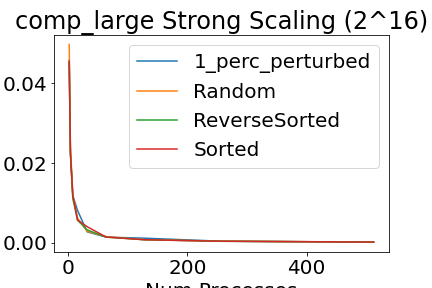 comp_large Strong Scaling (2^16)
1_perc_perturbed
Random
ReverseSorted
Sorted
0.04
0.02
0.00
0 200 400
Num Processes